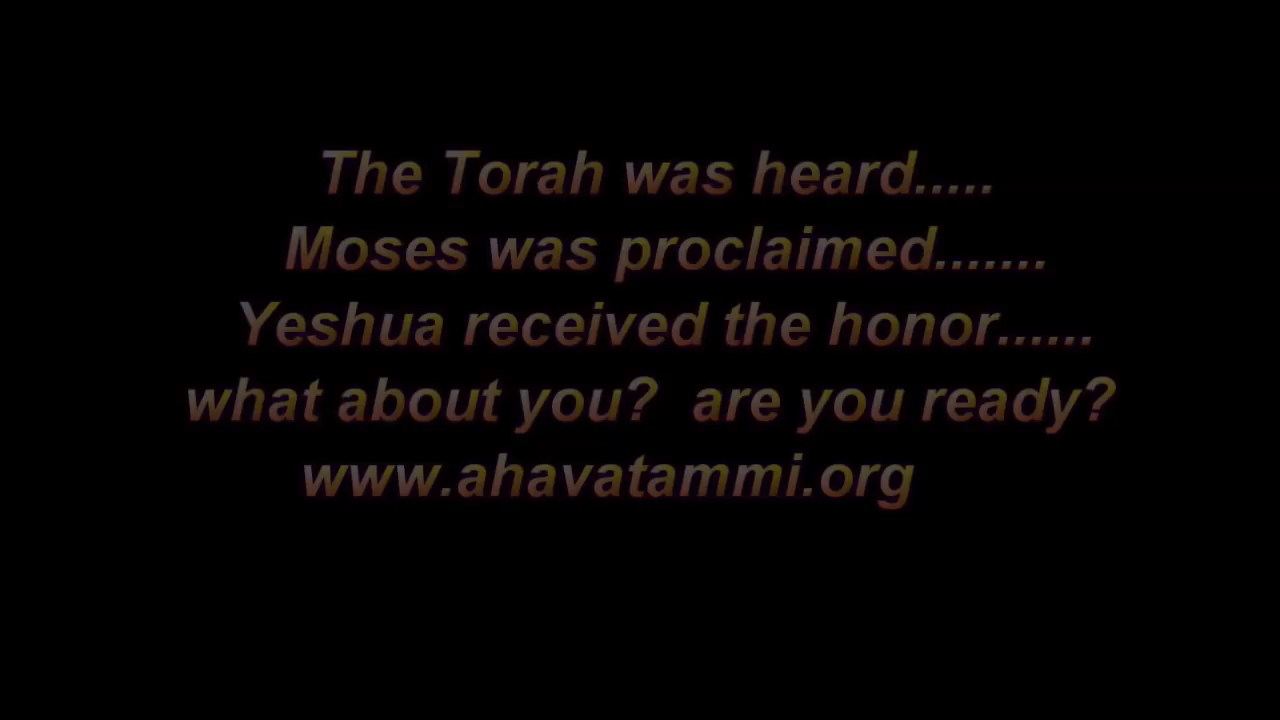 The Torah was heard.....
Moses was proclaimed.......
Yeshua received the honor......
what about you?  are you ready?
www.ahavatammi.org